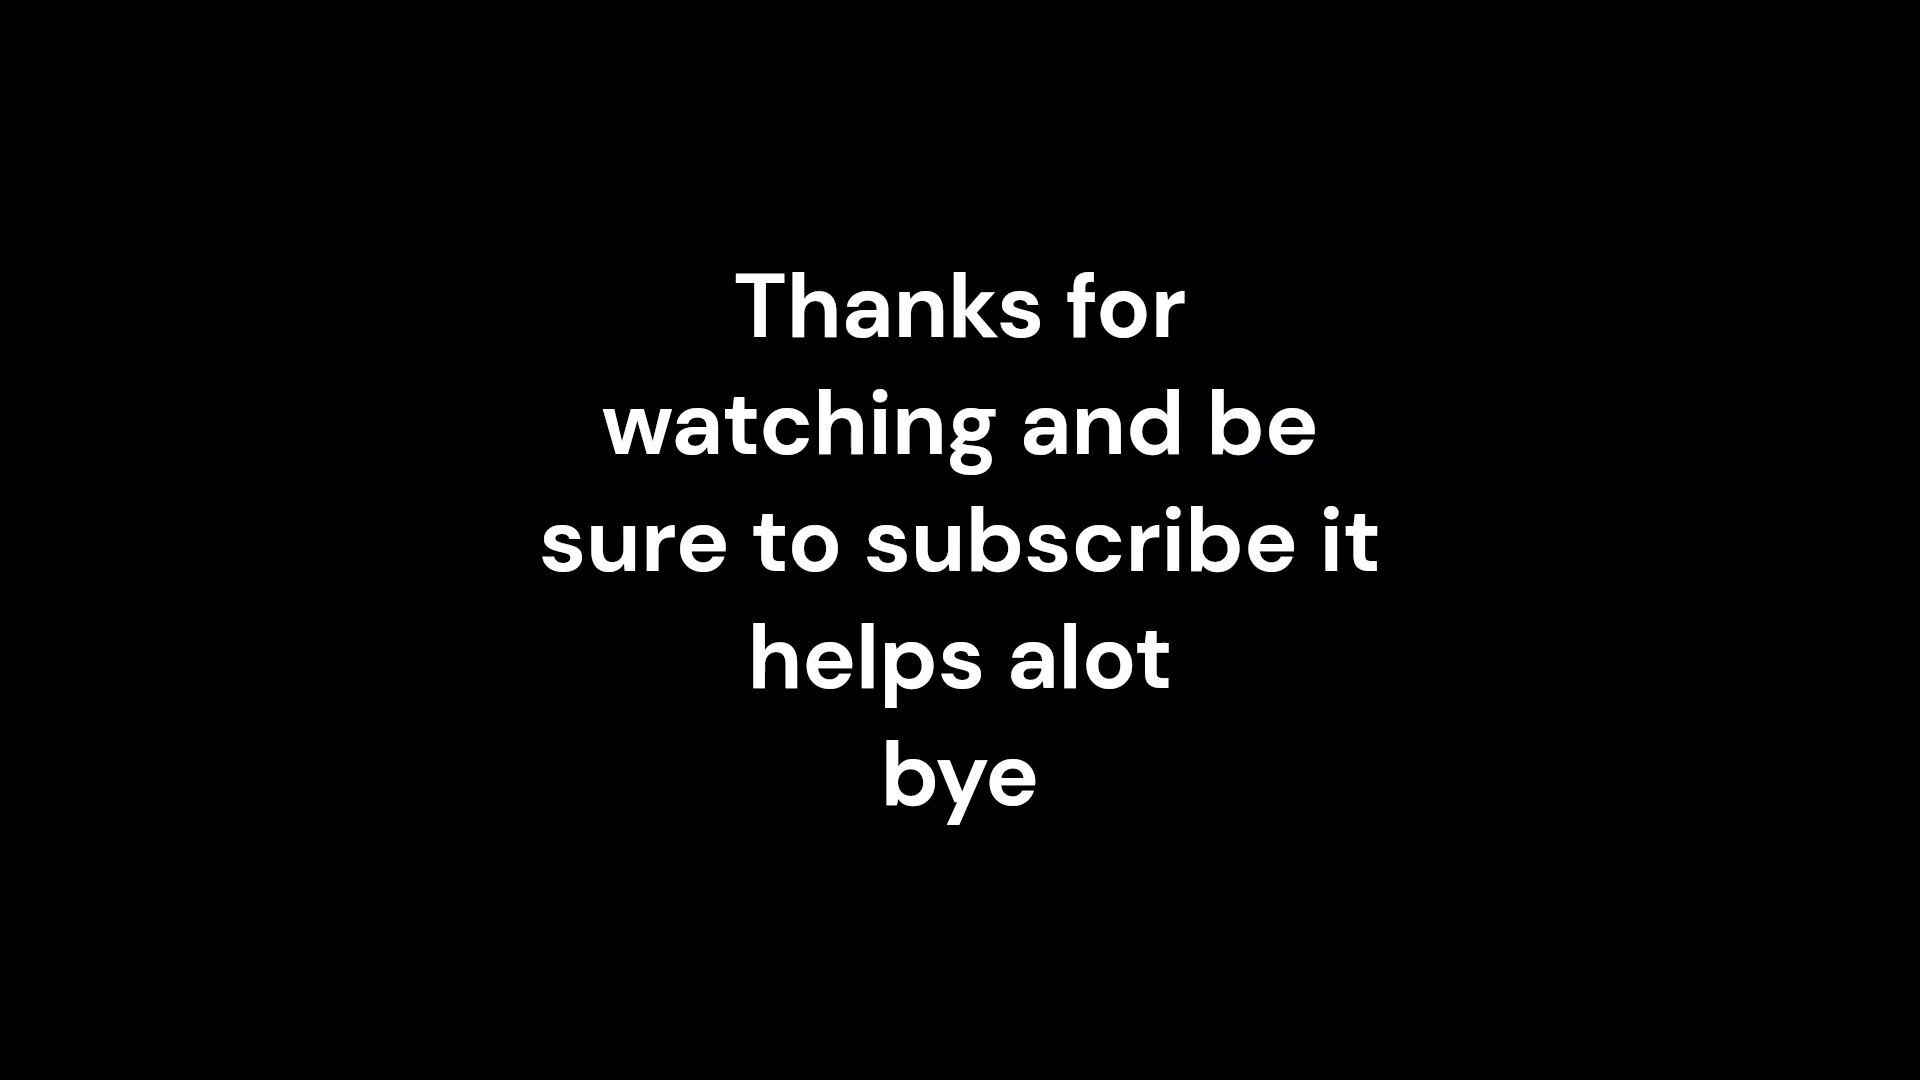 Thanks for
watching and be
sure to subscribe it
helps alot
bye